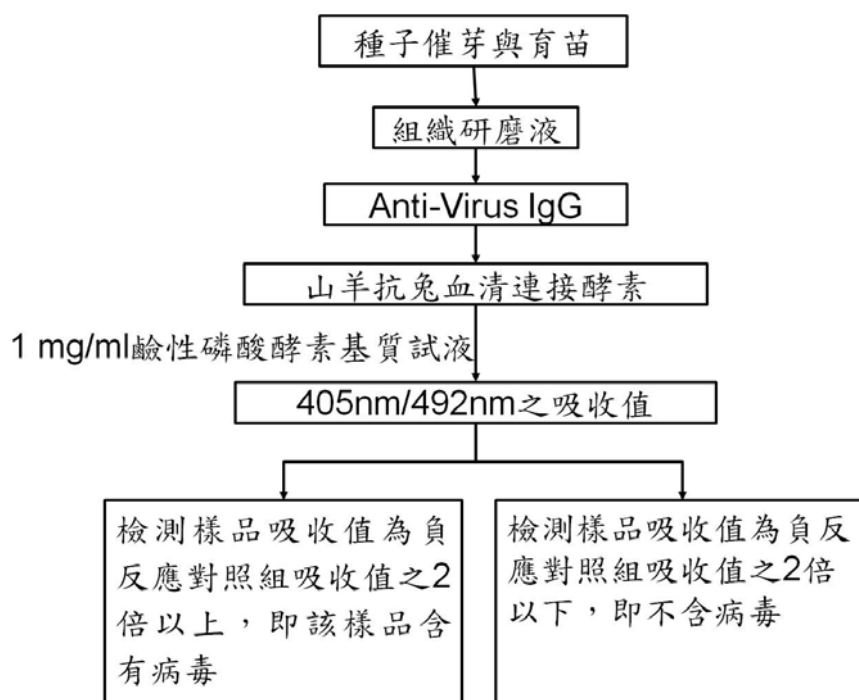 種子催芽與育苗
組織研磨液
Anti-Virus IgG
山羊抗兔血清連接酵素
1 mg/ml鹼性磷酸酵素基質試液
405nm/492nm之吸收值
檢測樣品吸收值為負
反應對照組吸收值之2
倍以上，即該樣品含
有病毒
檢測樣品吸收值為負反
應對照組吸收值之2倍
以下，即不含病毒